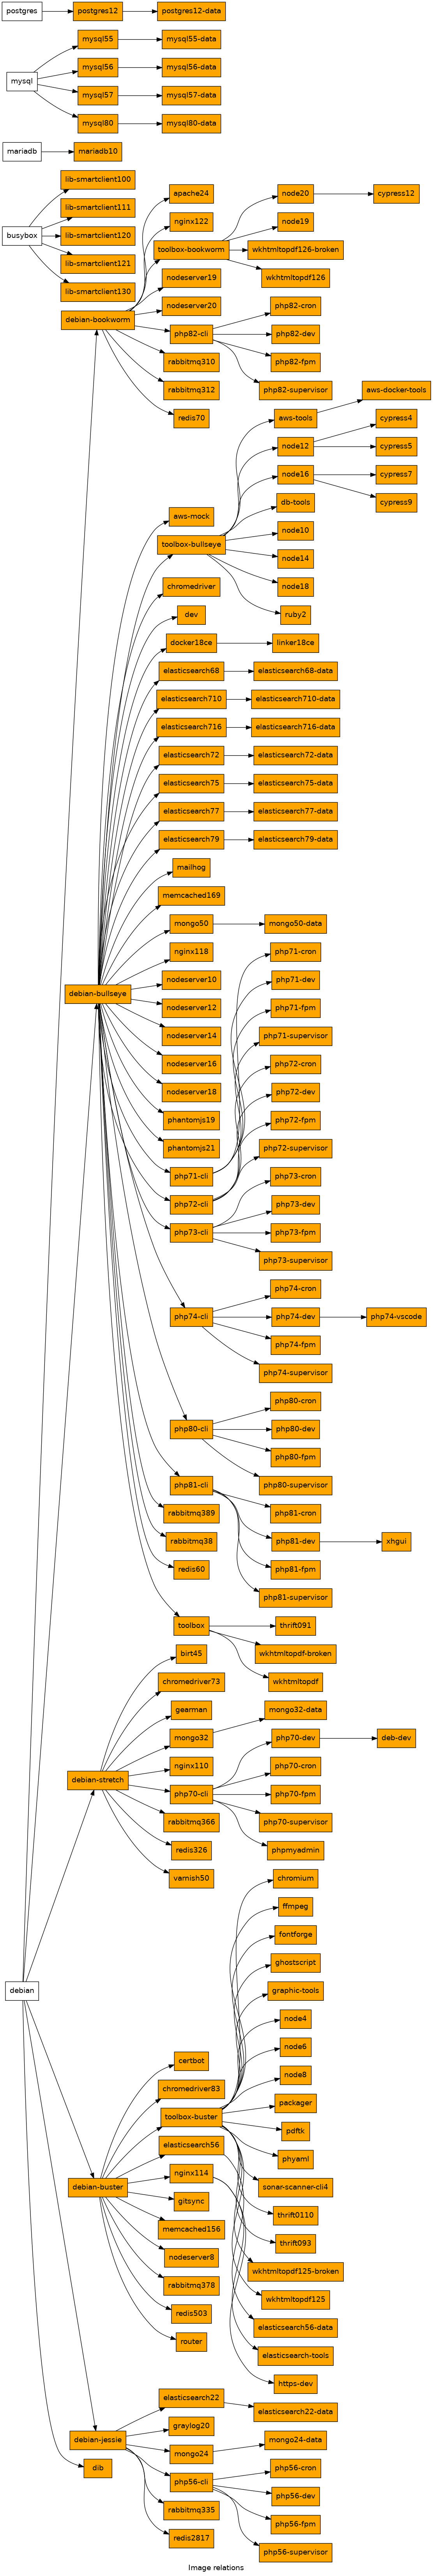 postgres
postgres12
postgres12-data
mysql
mysql55
mysql55-data
mysql56
mysql56-data
mysql57
mysql57-data
mysql80
mysql80-data
mariadb
mariadb10
busybox
lib-smartclient100
lib-smartclient111
lib-smartclient120
lib-smartclient121
lib-smartclient130
debian-bookworm
apache24
nginx122
toolbox-bookworm
node20
cypress12
node19
wkhtmltopdf126-broken
wkhtmltopdf126
nodeserver19
nodeserver20
php82-cli
php82-cron
php82-dev
php82-fpm
php82-supervisor
rabbitmq310
rabbitmq312
redis70
aws-mock
toolbox-bullseye
aws-tools
aws-docker-tools
node12
cypress4
cypress5
node16
cypress7
cypress9
db-tools
node10
node14
node18
ruby2
chromedriver
dev
docker18ce
linker18ce
elasticsearch68
elasticsearch68-data
elasticsearch710
elasticsearch710-data
elasticsearch716
elasticsearch716-data
elasticsearch72
elasticsearch72-data
elasticsearch75
elasticsearch75-data
elasticsearch77
elasticsearch77-data
elasticsearch79
elasticsearch79-data
mailhog
memcached169
mongo50
mongo50-data
debian-bullseye
nginx118
nodeserver10
nodeserver12
nodeserver14
nodeserver16
nodeserver18
phantomjs19
phantomjs21
php71-cli
php71-cron
php71-dev
php71-fpm
php71-supervisor
php72-cli
php72-cron
php72-dev
php72-fpm
php72-supervisor
php73-cli
php73-cron
php73-dev
php73-fpm
php73-supervisor
php74-cli
php74-cron
php74-dev
php74-vscode
php74-fpm
php74-supervisor
php80-cli
php80-cron
php80-dev
php80-fpm
php80-supervisor
php81-cli
php81-cron
php81-dev
xhgui
php81-fpm
php81-supervisor
rabbitmq389
rabbitmq38
redis60
toolbox
thrift091
wkhtmltopdf-broken
wkhtmltopdf
debian-stretch
birt45
chromedriver73
gearman
mongo32
mongo32-data
nginx110
php70-cli
php70-dev
deb-dev
php70-cron
php70-fpm
php70-supervisor
phpmyadmin
rabbitmq366
redis326
varnish50
debian
debian-buster
certbot
chromedriver83
toolbox-buster
chromium
ffmpeg
fontforge
ghostscript
graphic-tools
node4
node6
node8
packager
pdftk
phyaml
sonar-scanner-cli4
thrift0110
thrift093
wkhtmltopdf125-broken
wkhtmltopdf125
elasticsearch56
elasticsearch56-data
elasticsearch-tools
nginx114
https-dev
gitsync
memcached156
nodeserver8
rabbitmq378
redis503
router
debian-jessie
elasticsearch22
elasticsearch22-data
graylog20
mongo24
mongo24-data
php56-cli
php56-cron
php56-dev
php56-fpm
php56-supervisor
rabbitmq335
redis2817
dib
Image relations